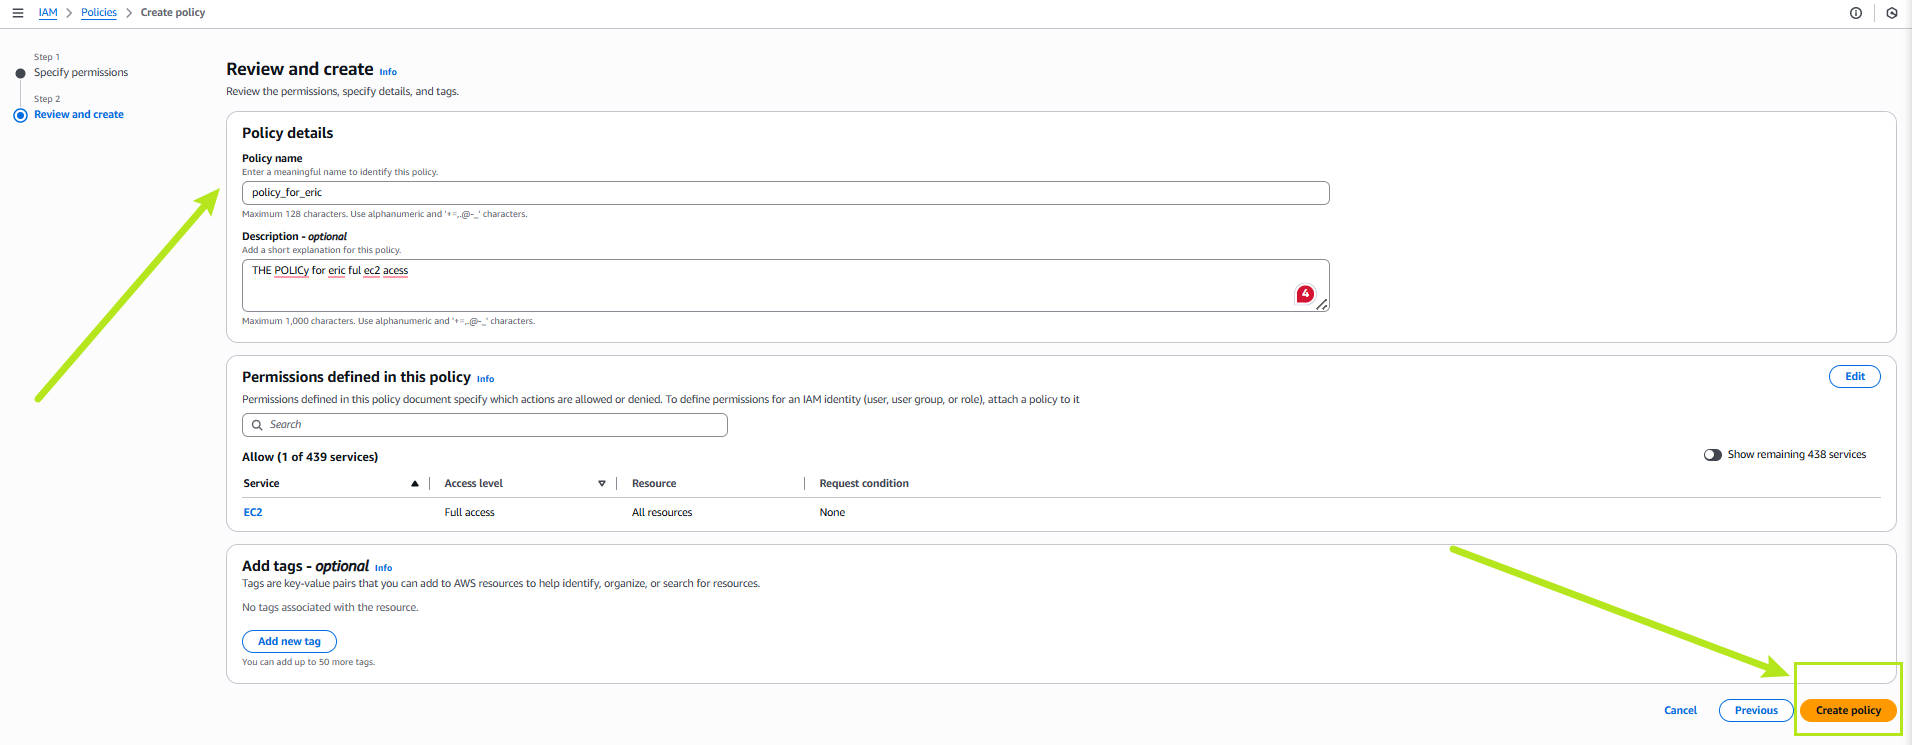 IAM > Policies > Create policy
Step 1
Specify permissions
Step 2
Review and create
Review and create Info
Review the permissions, specify details, and tags.
Policy details
Policy name
Enter a meaningful name to identify this policy.
policy_for_eric
Maximum 128 characters. Use alphanumeric and '+=,.@-_' characters.
Description - optional
Add a short explanation for this policy.
THE POLICy for eric ful ec2 acess
4
Maximum 1,000 characters. Use alphanumeric and '+=,.@-_' characters.
Permissions defined in this policy Info
Edit
Permissions defined in this policy document specify which actions are allowed or denied. To define permissions for an IAM identity (user, user group, or role), attach a policy to it
Search
Allow (1 of 439 services)
Show remaining 438 services
Service Access level Resource Request condition
EC2 Full access All resources None
Add tags - optional Info
Tags are key-value pairs that you can add to AWS resources to help identify, organize, or search for resources.
No tags associated with the resource.
Add new tag
You can add up to 50 more tags.
Cancel Previous Create policy